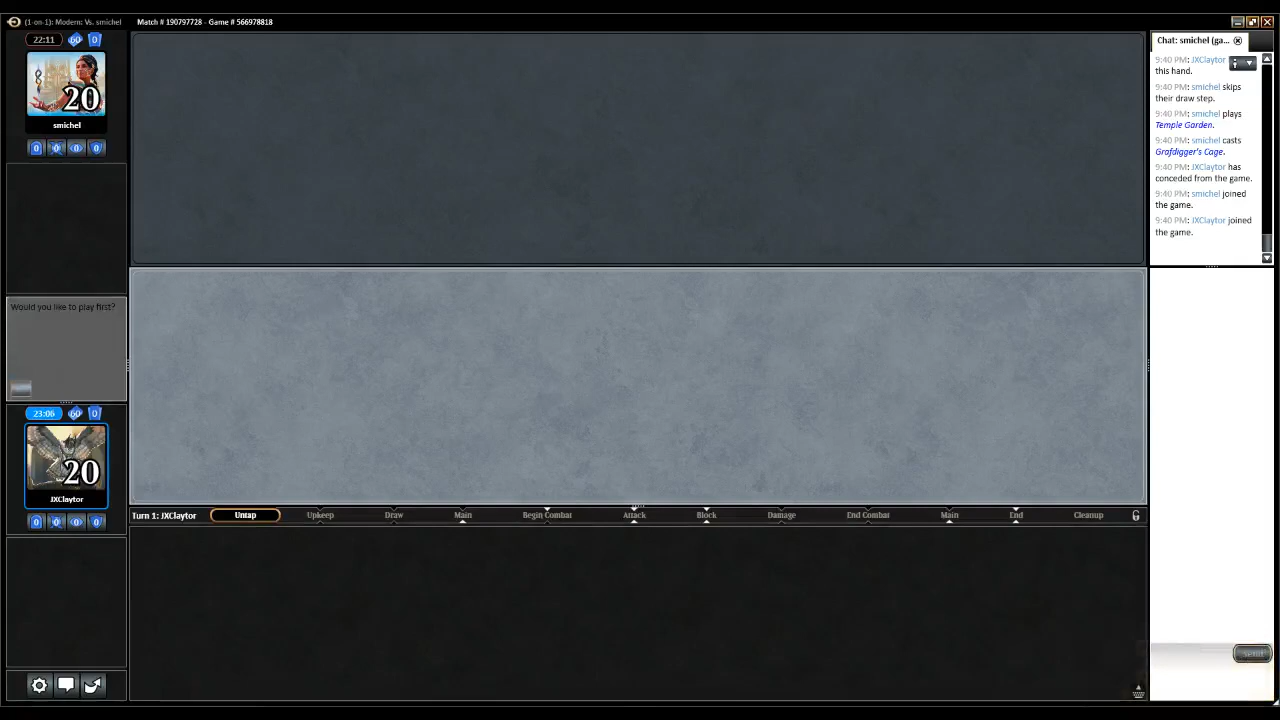 (1-on-1): Modern: Vs. smichel
Match # 190797728 - Game # 566978818
22:11
60
0
20
smichel
0
0
0
0
Would you like to play first?
23:06
60
0
20
JXClaytor
0
0
0
0
Turn 1: JXClaytor
Untap
Upkeep
Draw
Main
Begin Combat
Attack
Block
Damage
End Combat
Main
End
Cleanup
Chat: smichel (ga...
9:40 PM: JXClaytor
this hand.
9:40 PM: smichel skips
their draw step.
9:40 PM: smichel plays
Temple Garden.
9:40 PM: smichel casts
Grafdigger's Cage.
9:40 PM: JXClaytor has
conceded from the game.
9:40 PM: smichel joined
the game.
9:40 PM: JXClaytor joined
the game.
Send